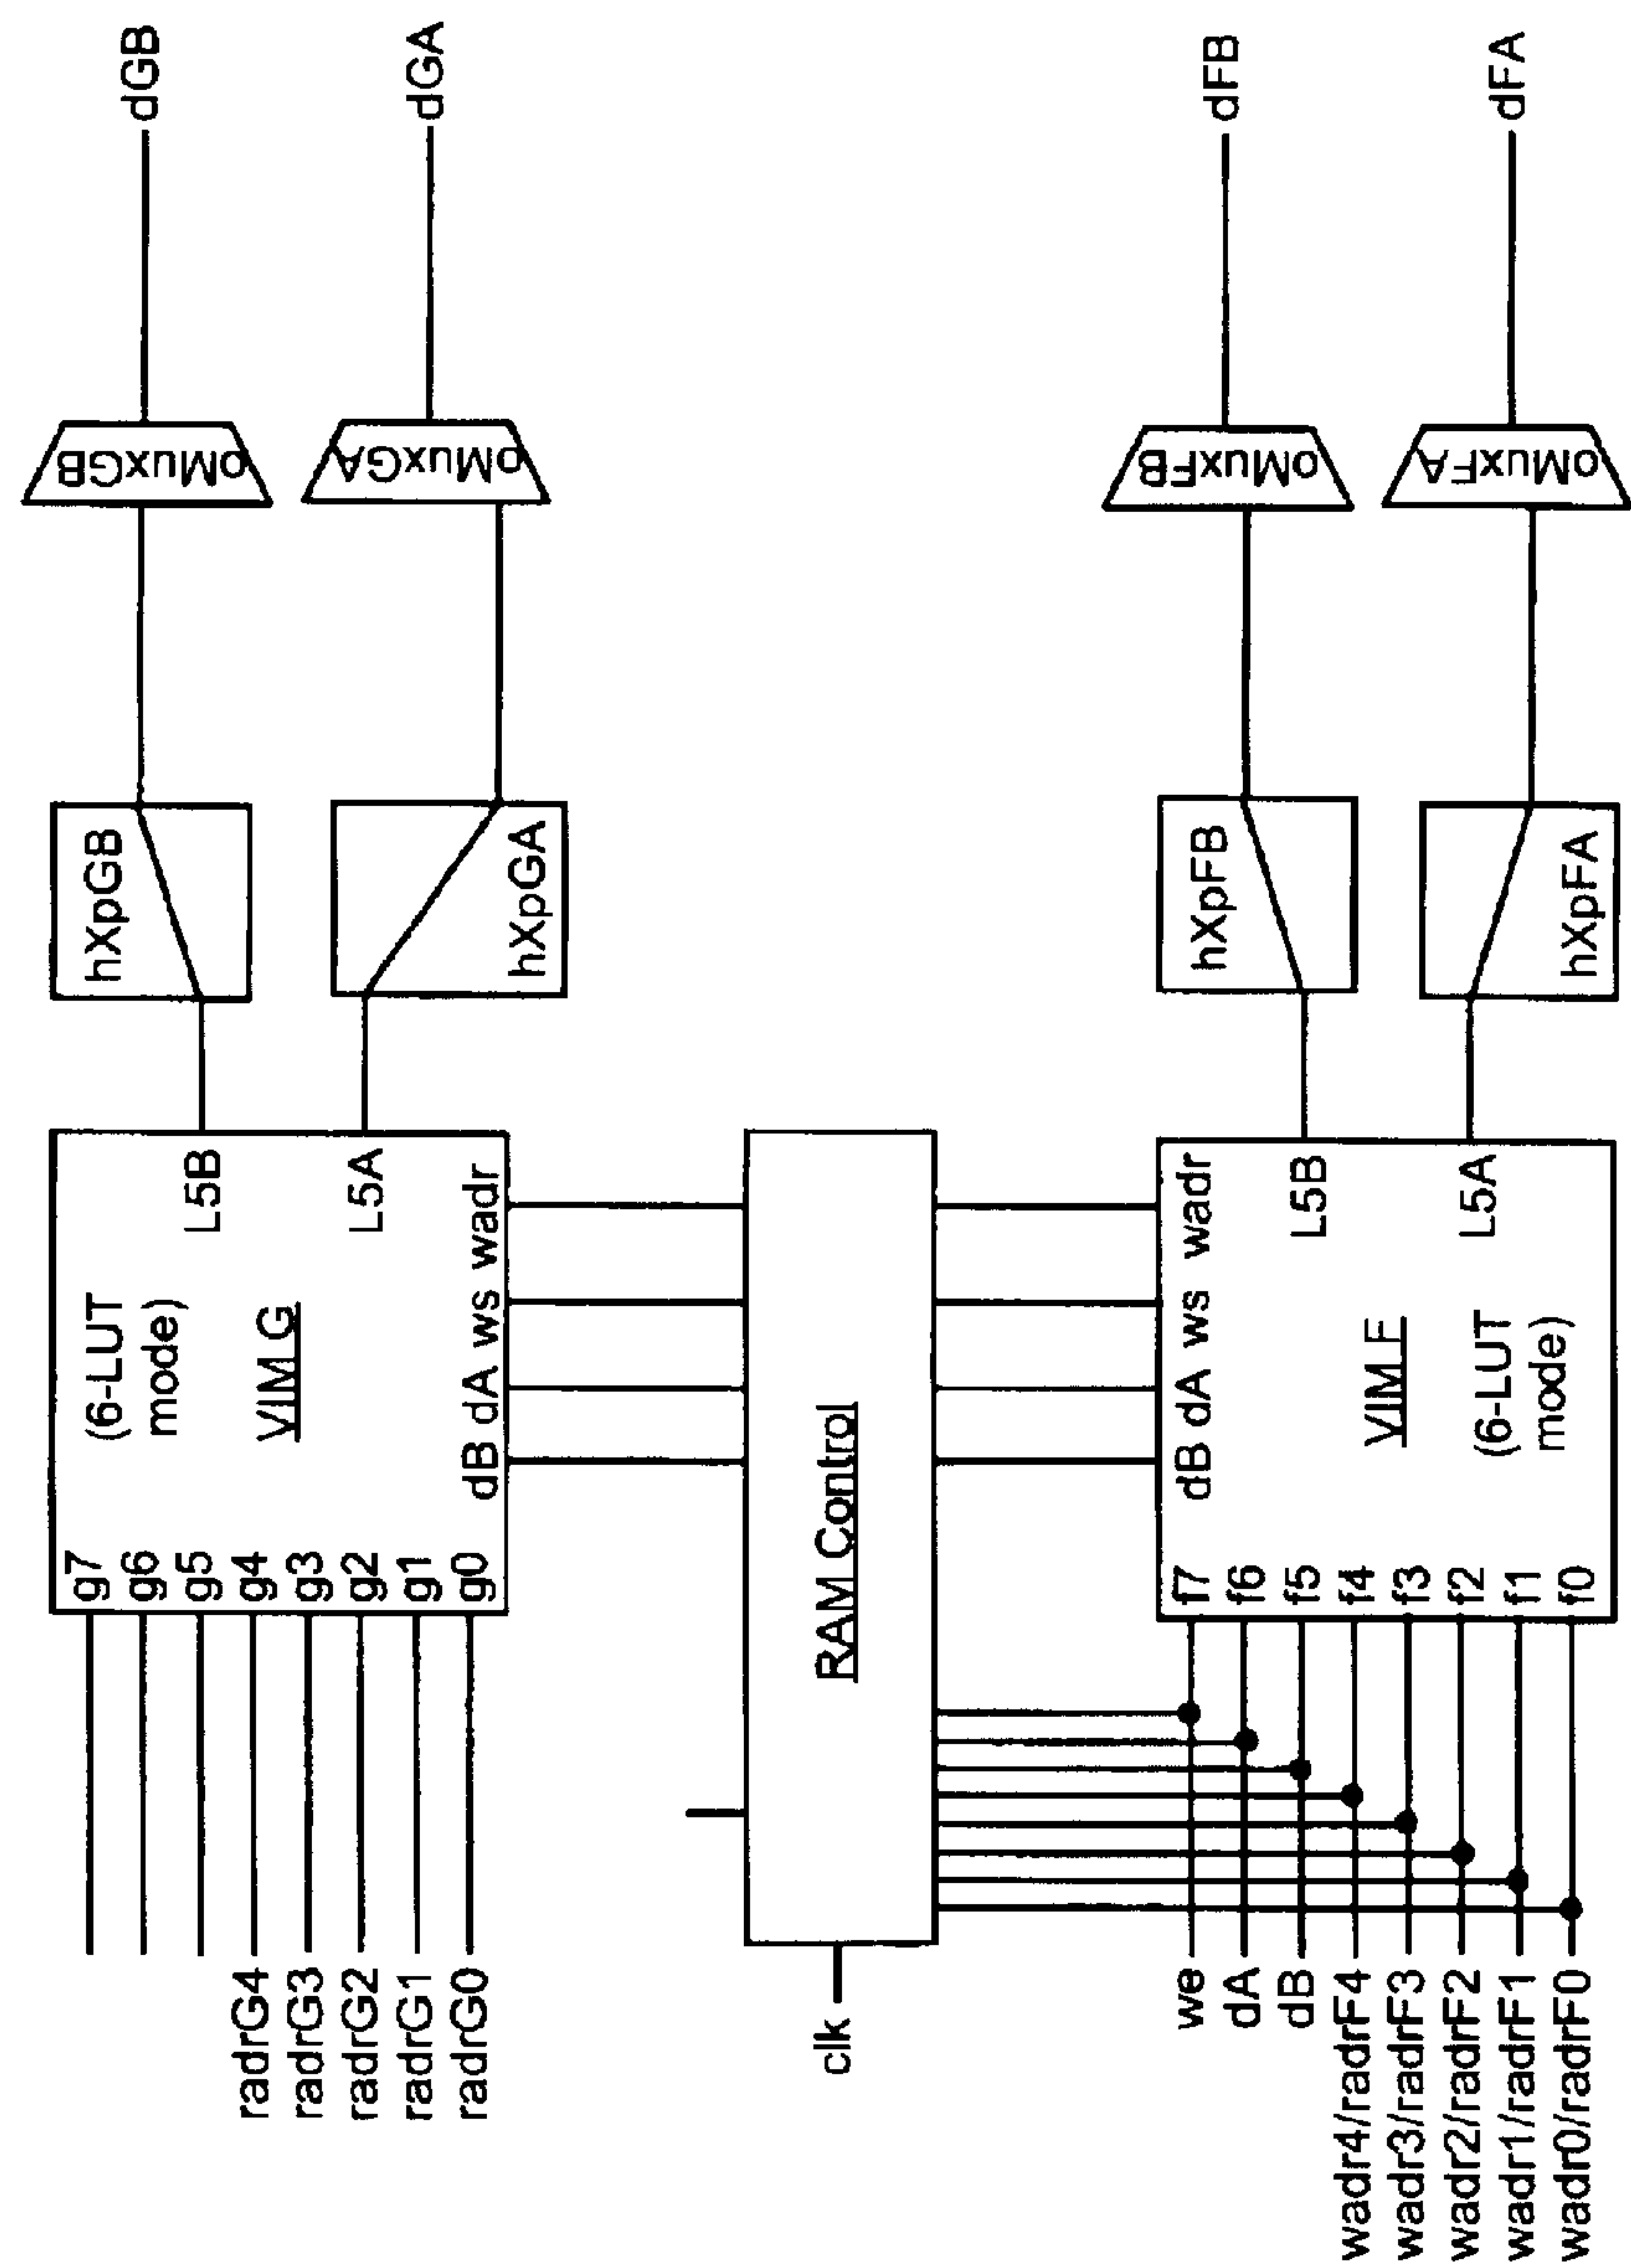 g7
g6
g5
radrG4 g4
radrG3 g3
radrG2 g2
radrG1 g1
radrG0 g0
(6-LUT
mode)
VIM G
L5B
L5A
dB dA ws wadr
hXpGB
hXpGA
oMuxGB
oMuxGA
dGB
dGA
clk
RAM Control
we f7
dA f6
dB f5
wadr4/radrF4 f4
wadr3/radrF3 f3
wadr2/radrF2 f2
wadr1/radrF1 f1
wadr0/radrF0 f0
dB dA ws wadr
VIM F
(6-LUT
mode)
L5B
L5A
hXpFB
hXpFA
oMuxFB
oMuxFA
dFB
dFA